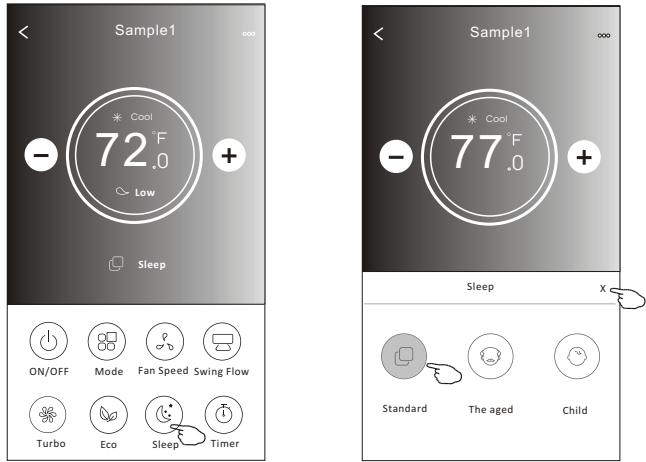 Sample1
Cool
72.0 °F
Low
Sleep
ON/OFF Mode Fan Speed Swing Flow
Turbo Eco Sleep Timer
Sample1
Cool
77.0 °F
Sleep X
Standard The aged Child